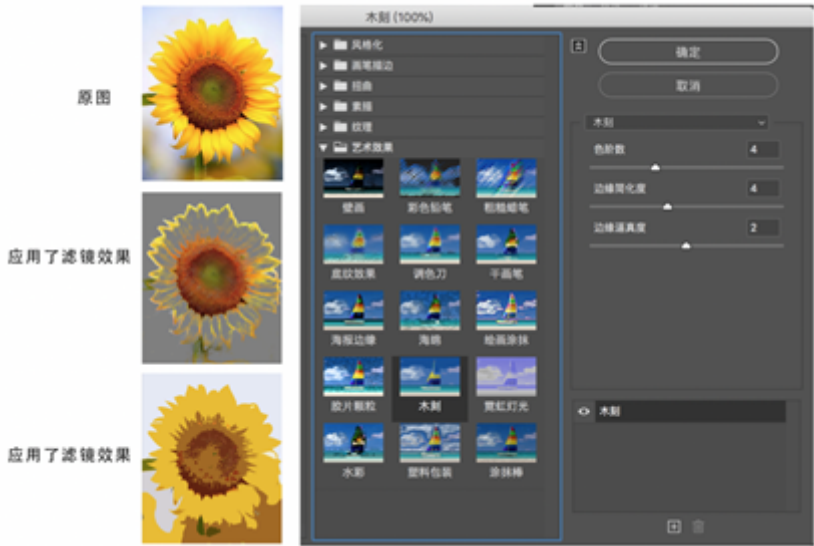 原图
应用了滤镜效果
应用了滤镜效果
木刻 (100%)
风格化
画笔描边
扭曲
素描
纹理
艺术效果
壁画
彩色铅笔
粗糙蜡笔
底纹效果
调色刀
干画笔
海报边缘
海绵
绘画涂抹
胶片颗粒
木刻
霓虹灯光
水彩
塑料包装
涂抹棒
确定
取消
木刻
色阶数 4
边缘简化度 4
边缘逼真度 2
木刻